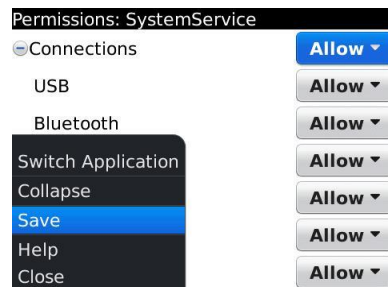 Permissions: SystemService
Connections Allow
USB Allow
Bluetooth Allow
Switch Application Allow
Collapse Allow
Save Allow
Help
Close Allow